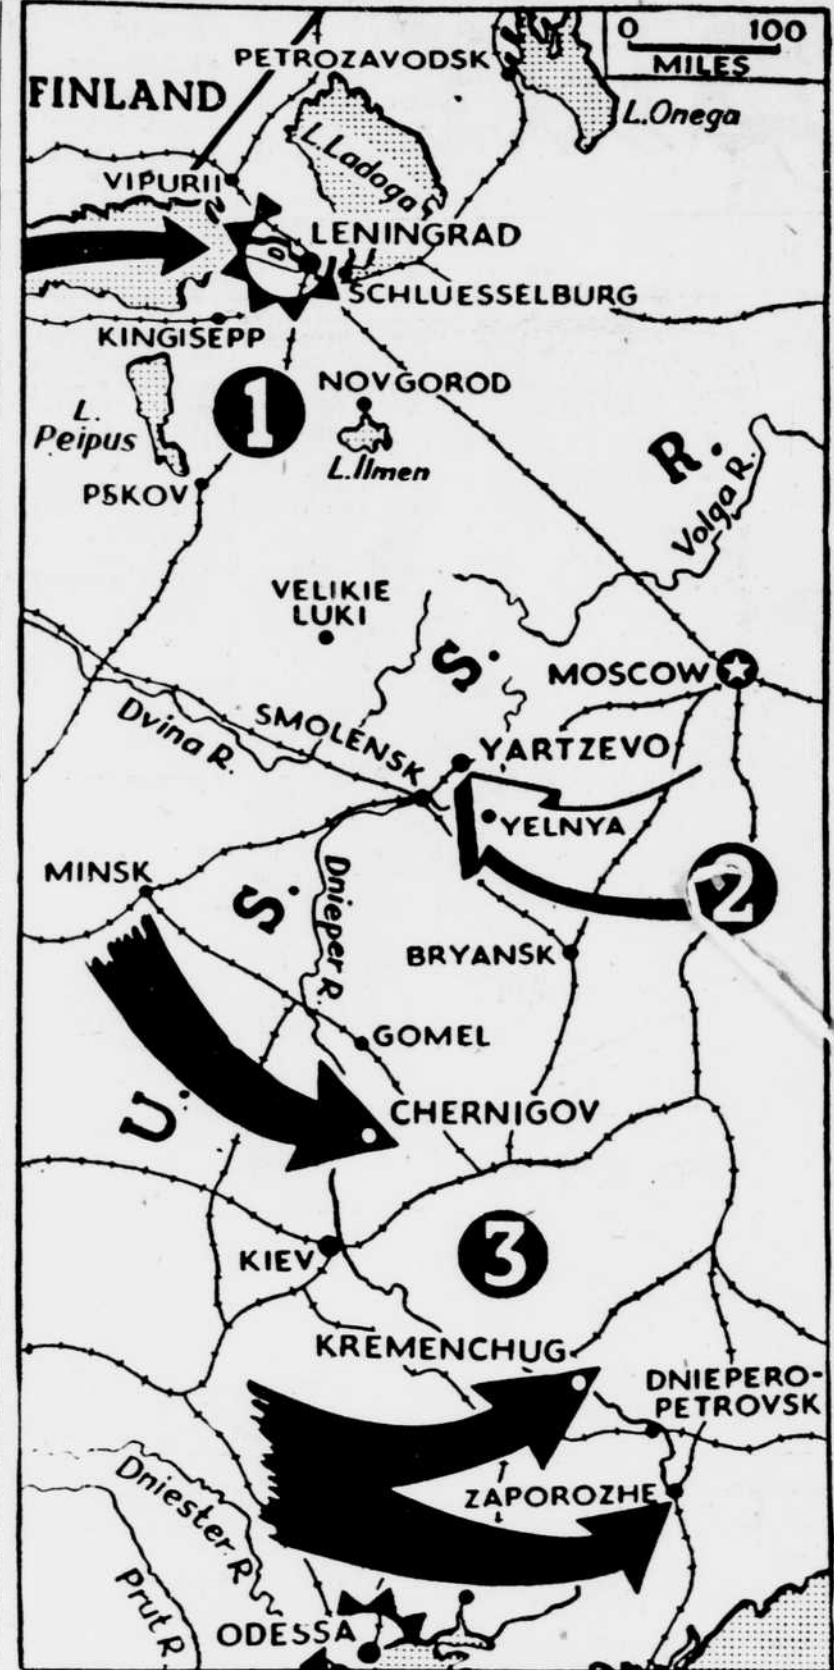 0 100
MILES
PETROZAVODSK
FINLAND
L. Onega
L. Ladoga
VIPURII
LENINGRAD
SCHLUESSELBURG
KINGISEPP
1
NOVGOROD
L.
Peipus
L. Ilmen
R.
Volga R.
PSKOV
VELIKIE
LUKI
S.
MOSCOW
Dvina R.
SMOLENSK
YARTZEVO
YELNYA
MINSK
2
S.
Dnieper R.
BRYANSK
GOMEL
U.
CHERNIGOV
3
KIEV
KREMENCHUG
DNIEPERO-
PETROVSK
Dniester R.
ZAPOROZHE
Prut R.
ODESSA